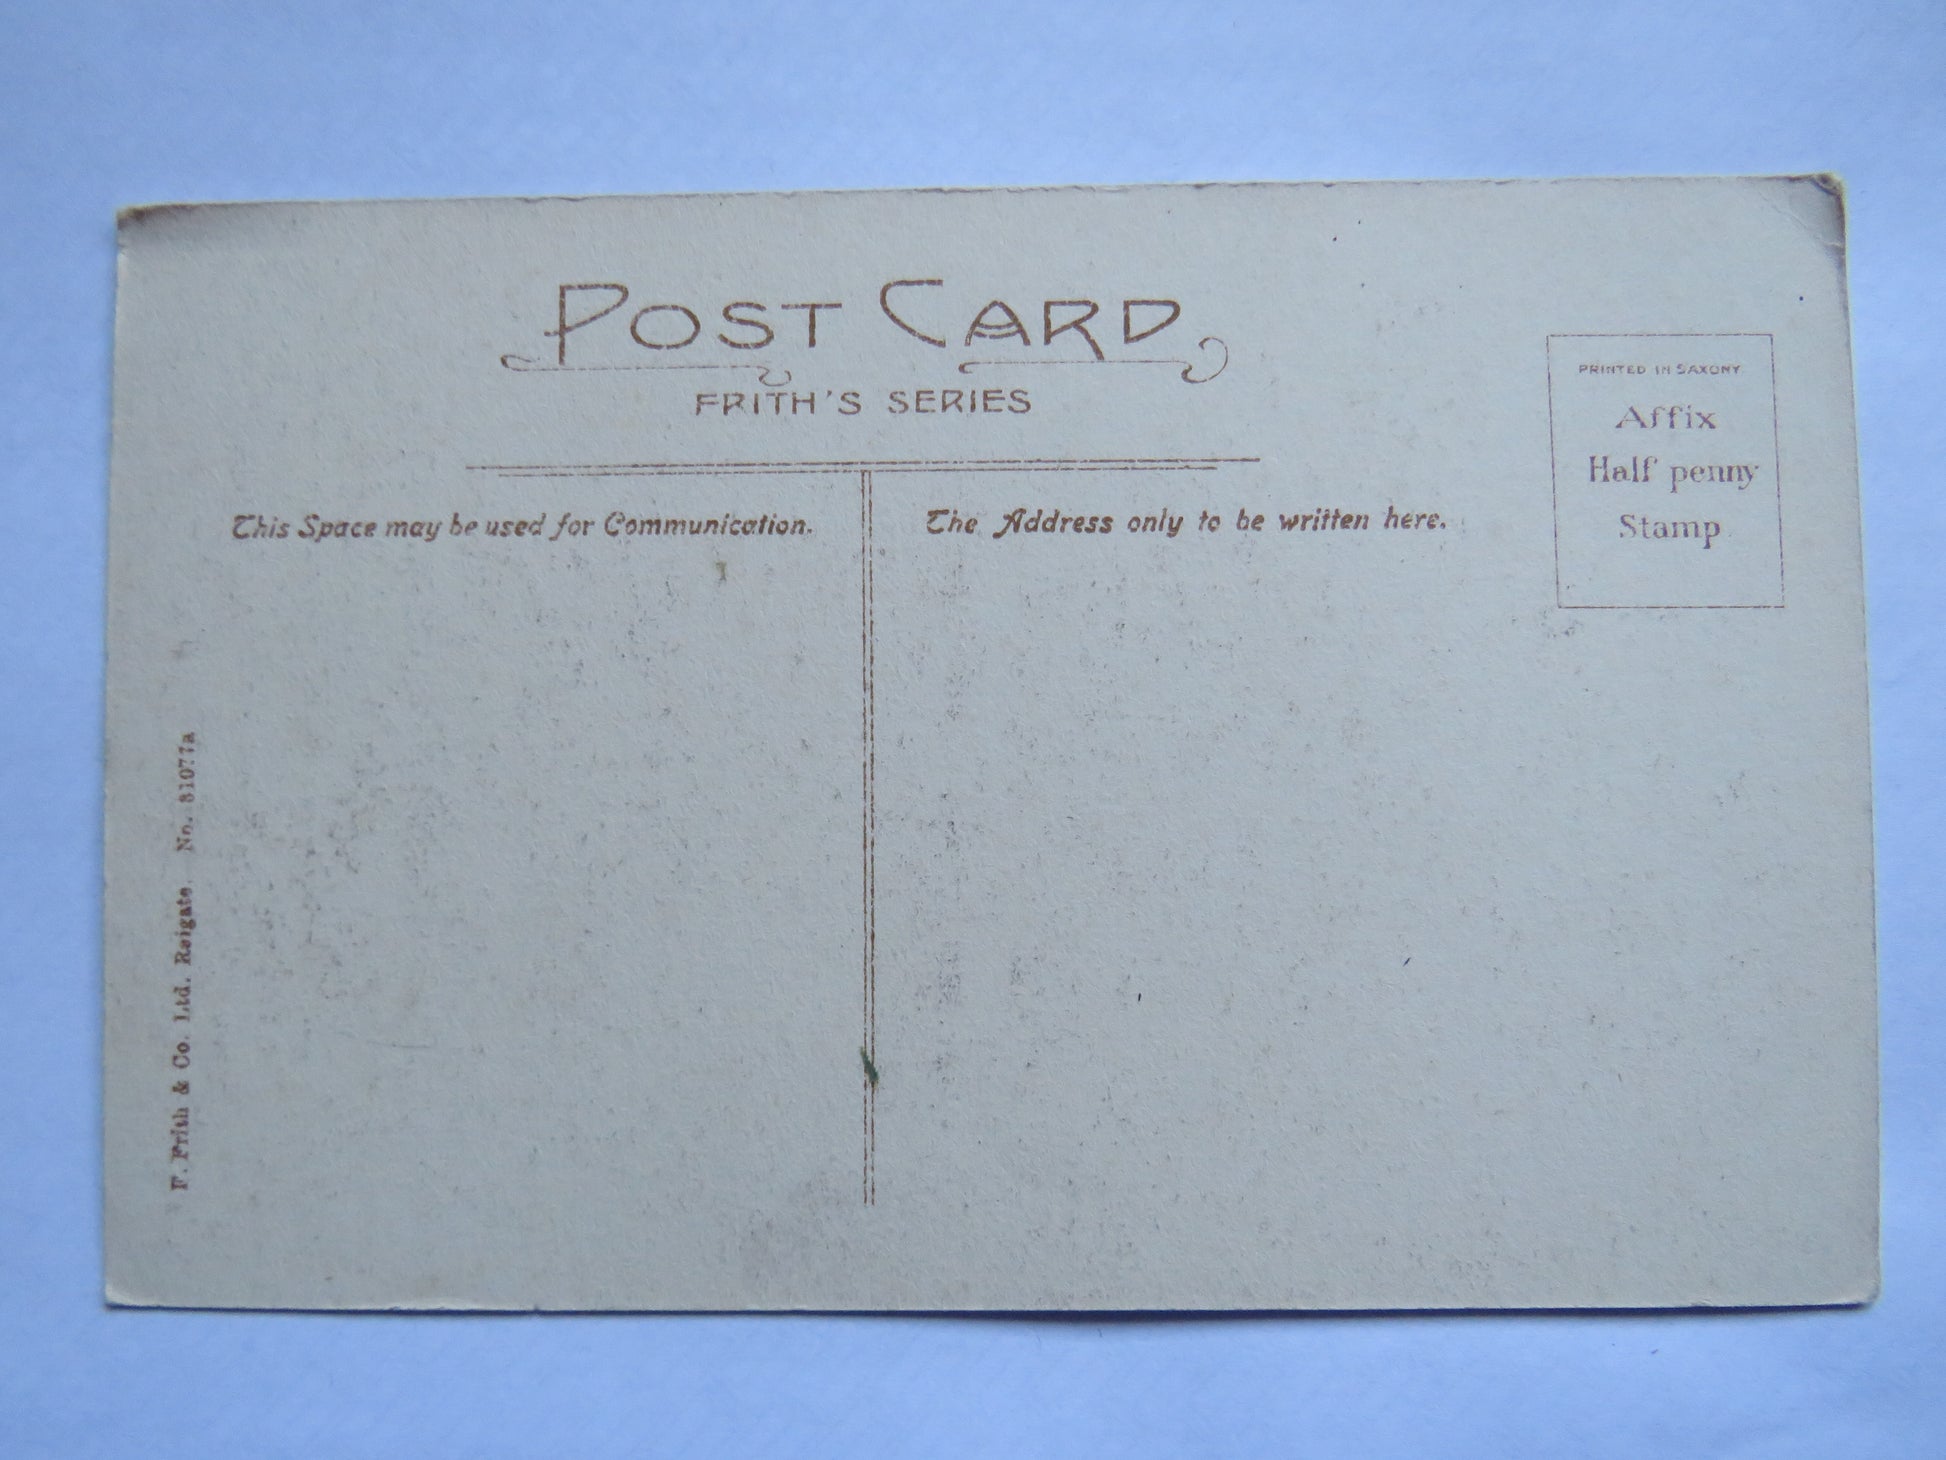 POST CARD
FRITH'S SERIES
This Space may be used for Communication.
The Address only to be written here.
PRINTED IN SAXONY
Affix
Half penny
Stamp
F. Frith & Co. Ltd. Reigate. No. 31077a